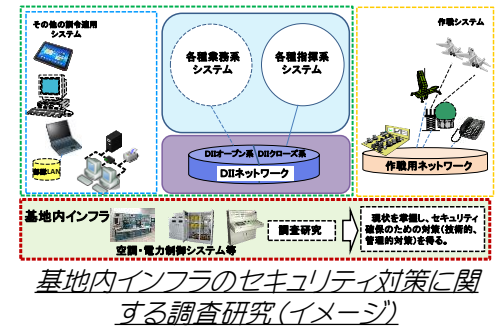 その他の訓令適用
システム
各種業務系
システム
各種指揮系
システム
作戦システム
DIIオープン系
DIIクローズ系
DIIネットワーク
作戦用ネットワーク
基地内インフラ
空調・電力制御システム等
調査研究
現状を掌握し、セキュリティ
確保のための対策(技術的、
管理的対策)を得る。
基地内インフラのセキュリティ対策に関
する調査研究(イメージ)